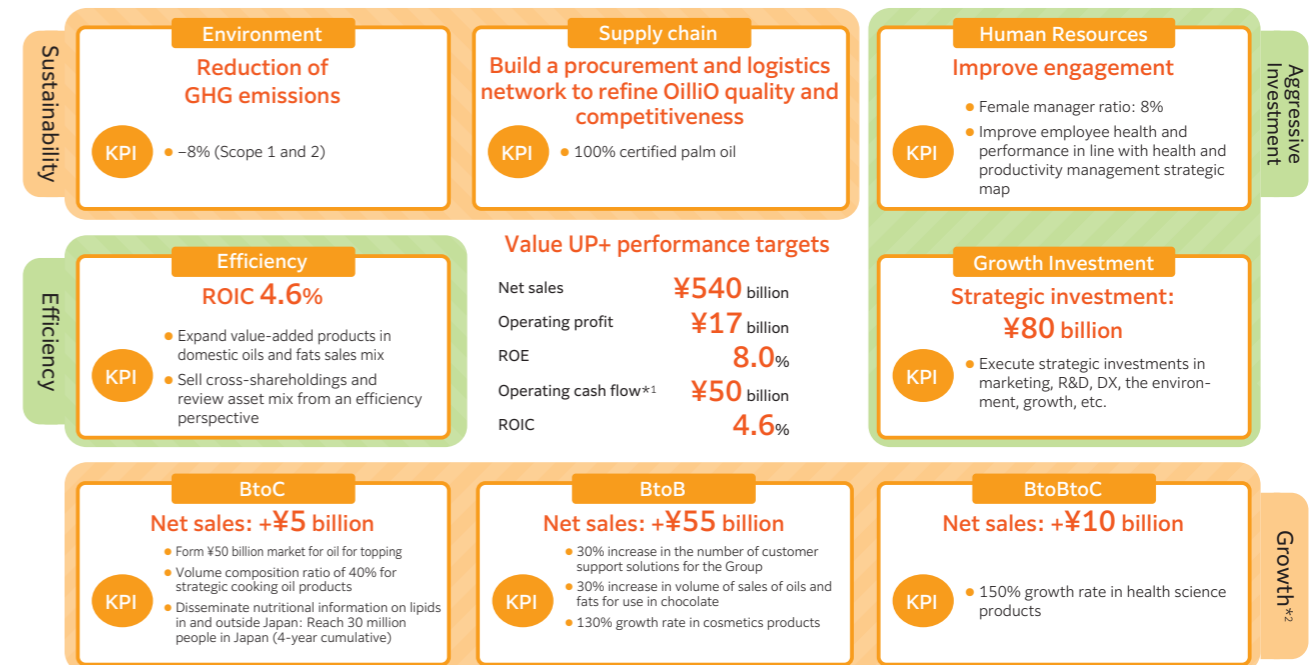 Sustainability
Environment
Reduction of
GHG emissions
KPI
● –8% (Scope 1 and 2)
Supply chain
Build a procurement and logistics
network to refine OilliO quality and
competitiveness
KPI
● 100% certified palm oil
Human Resources
Improve engagement
KPI
● Female manager ratio: 8%
● Improve employee health and
performance in line with health and
productivity management strategic
map
Aggressive
Investment
Efficiency
Efficiency
ROIC 4.6%
KPI
● Expand value-added products in
domestic oils and fats sales mix
● Sell cross-shareholdings and
review asset mix from an efficiency
perspective
Value UP+ performance targets
Net sales ¥540 billion
Operating profit ¥17 billion
ROE 8.0%
Operating cash flow*1 ¥50 billion
ROIC 4.6%
Growth Investment
Strategic investment:
¥80 billion
KPI
● Execute strategic investments in
marketing, R&D, DX, the environ-
ment, growth, etc.
BtoC
Net sales: +¥5 billion
KPI
● Form ¥50 billion market for oil for topping
● Volume composition ratio of 40% for
strategic cooking oil products
● Disseminate nutritional information on lipids
in and outside Japan: Reach 30 million
people in Japan (4-year cumulative)
BtoB
Net sales: +¥55 billion
KPI
● 30% increase in the number of customer
support solutions for the Group
● 30% increase in volume of sales of oils and
fats for use in chocolate
● 130% growth rate in cosmetics products
BtoBtoC
Net sales: +¥10 billion
KPI
● 150% growth rate in health science
products
Growth*2